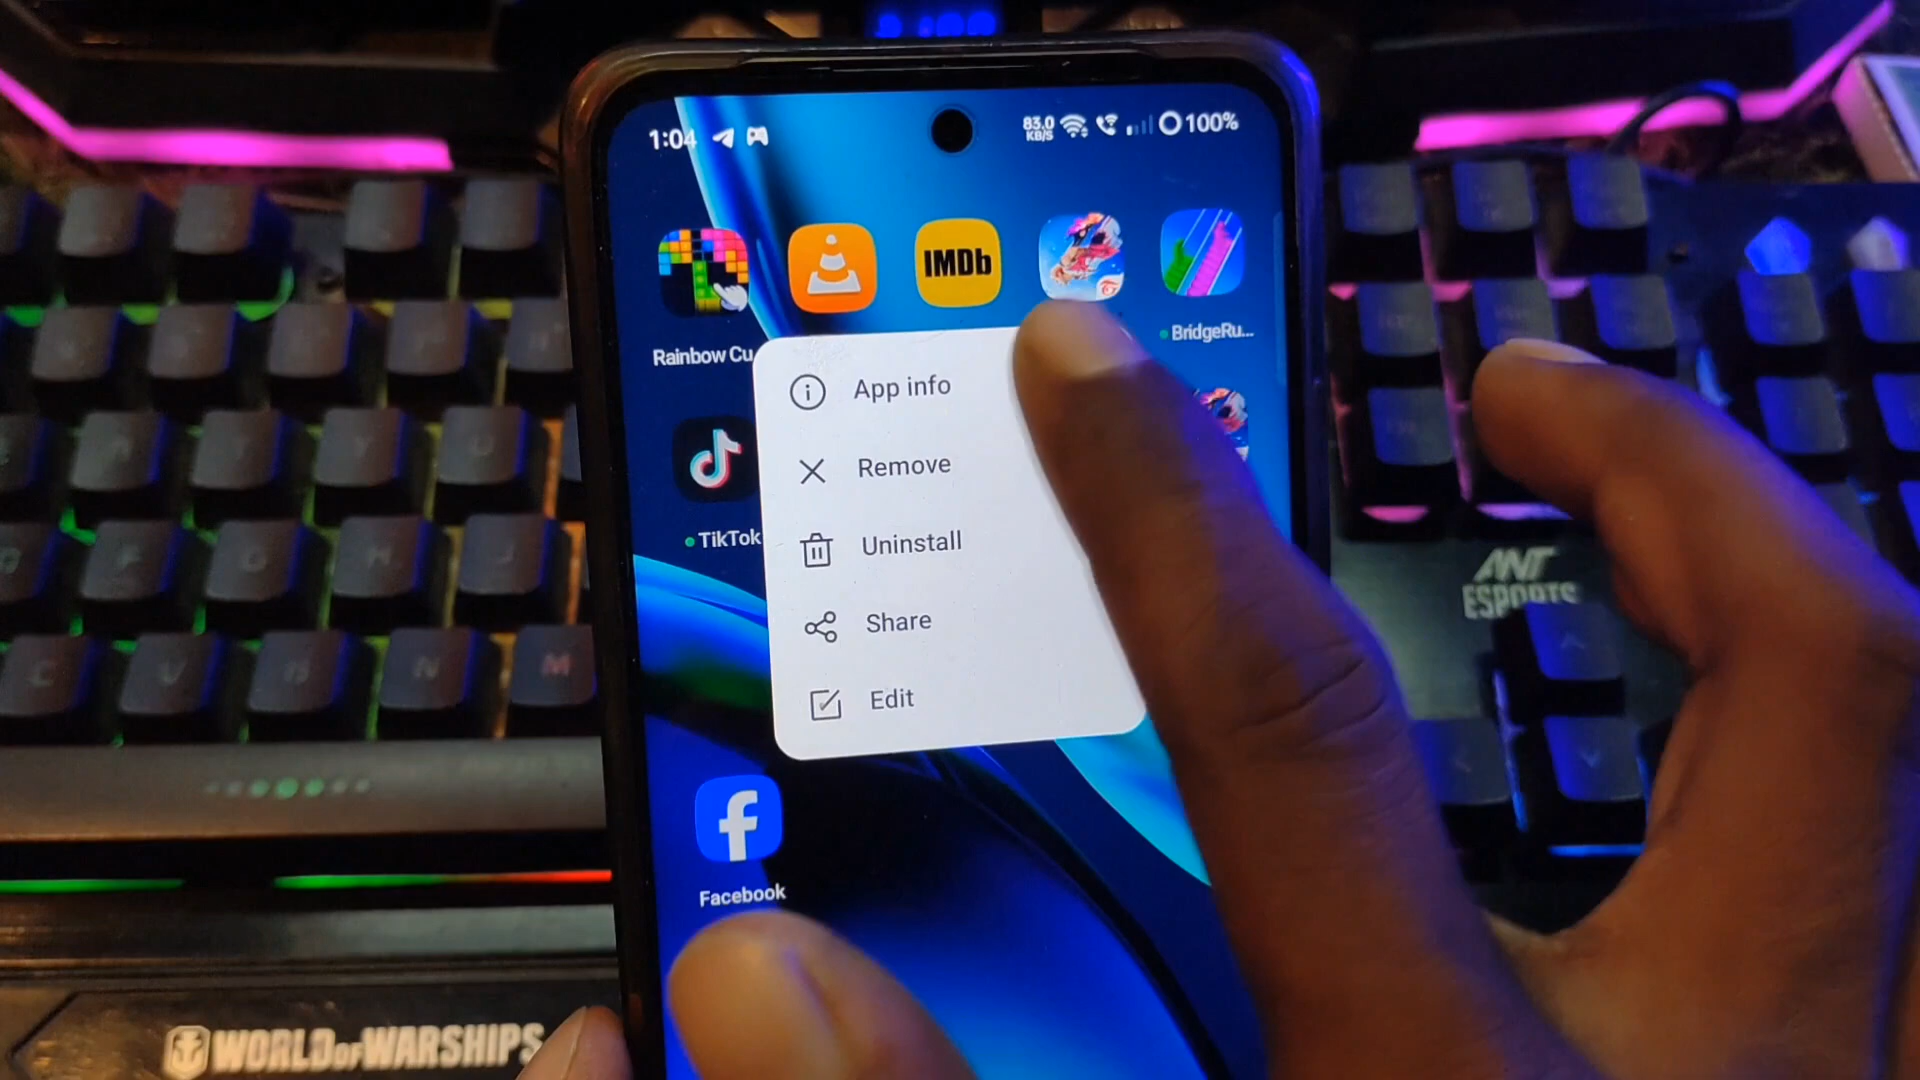 1:04
83.0
KB/S
100%
IMDb
Rainbow Cu
BridgeRu...
App info
Remove
TikTok
Uninstall
Share
Edit
Facebook
ANT
ESPORTS
WORLD OF WARSHIPS
M
N
V
C